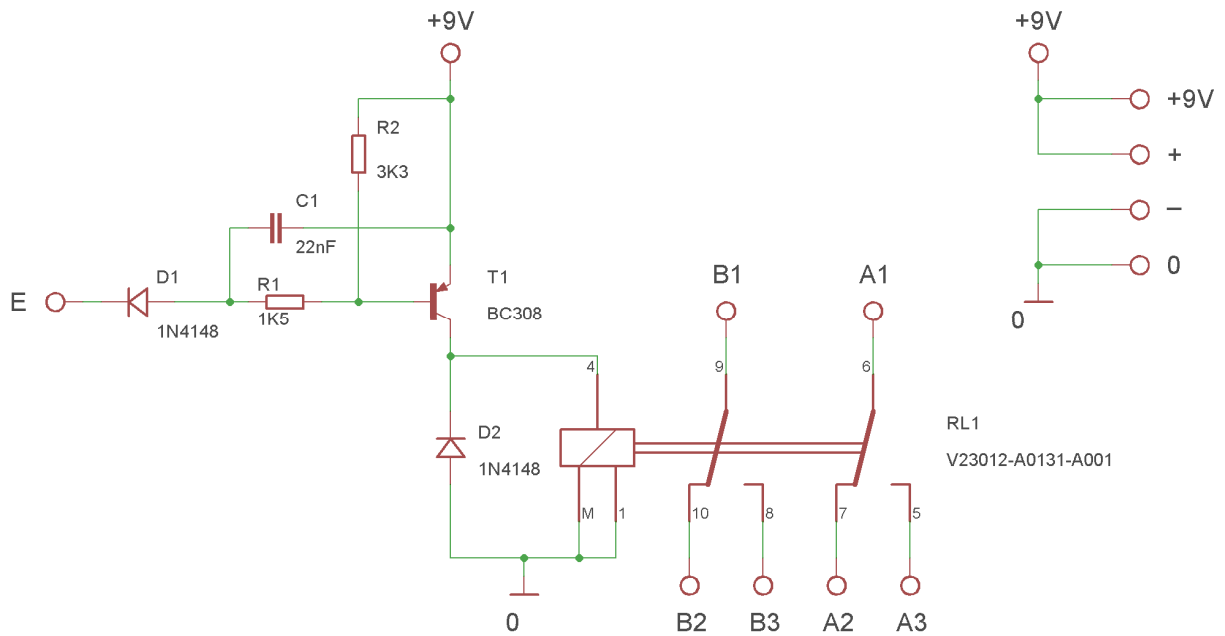 +9V
+9V
+9V
R2
+
3K3
C1
–
22nF
D1
R1
T1
B1
A1
0
E
1N4148
1K5
BC308
0
4
9
6
D2
RL1
1N4148
V23012-A0131-A001
M
1
10
8
7
5
0
B2
B3
A2
A3